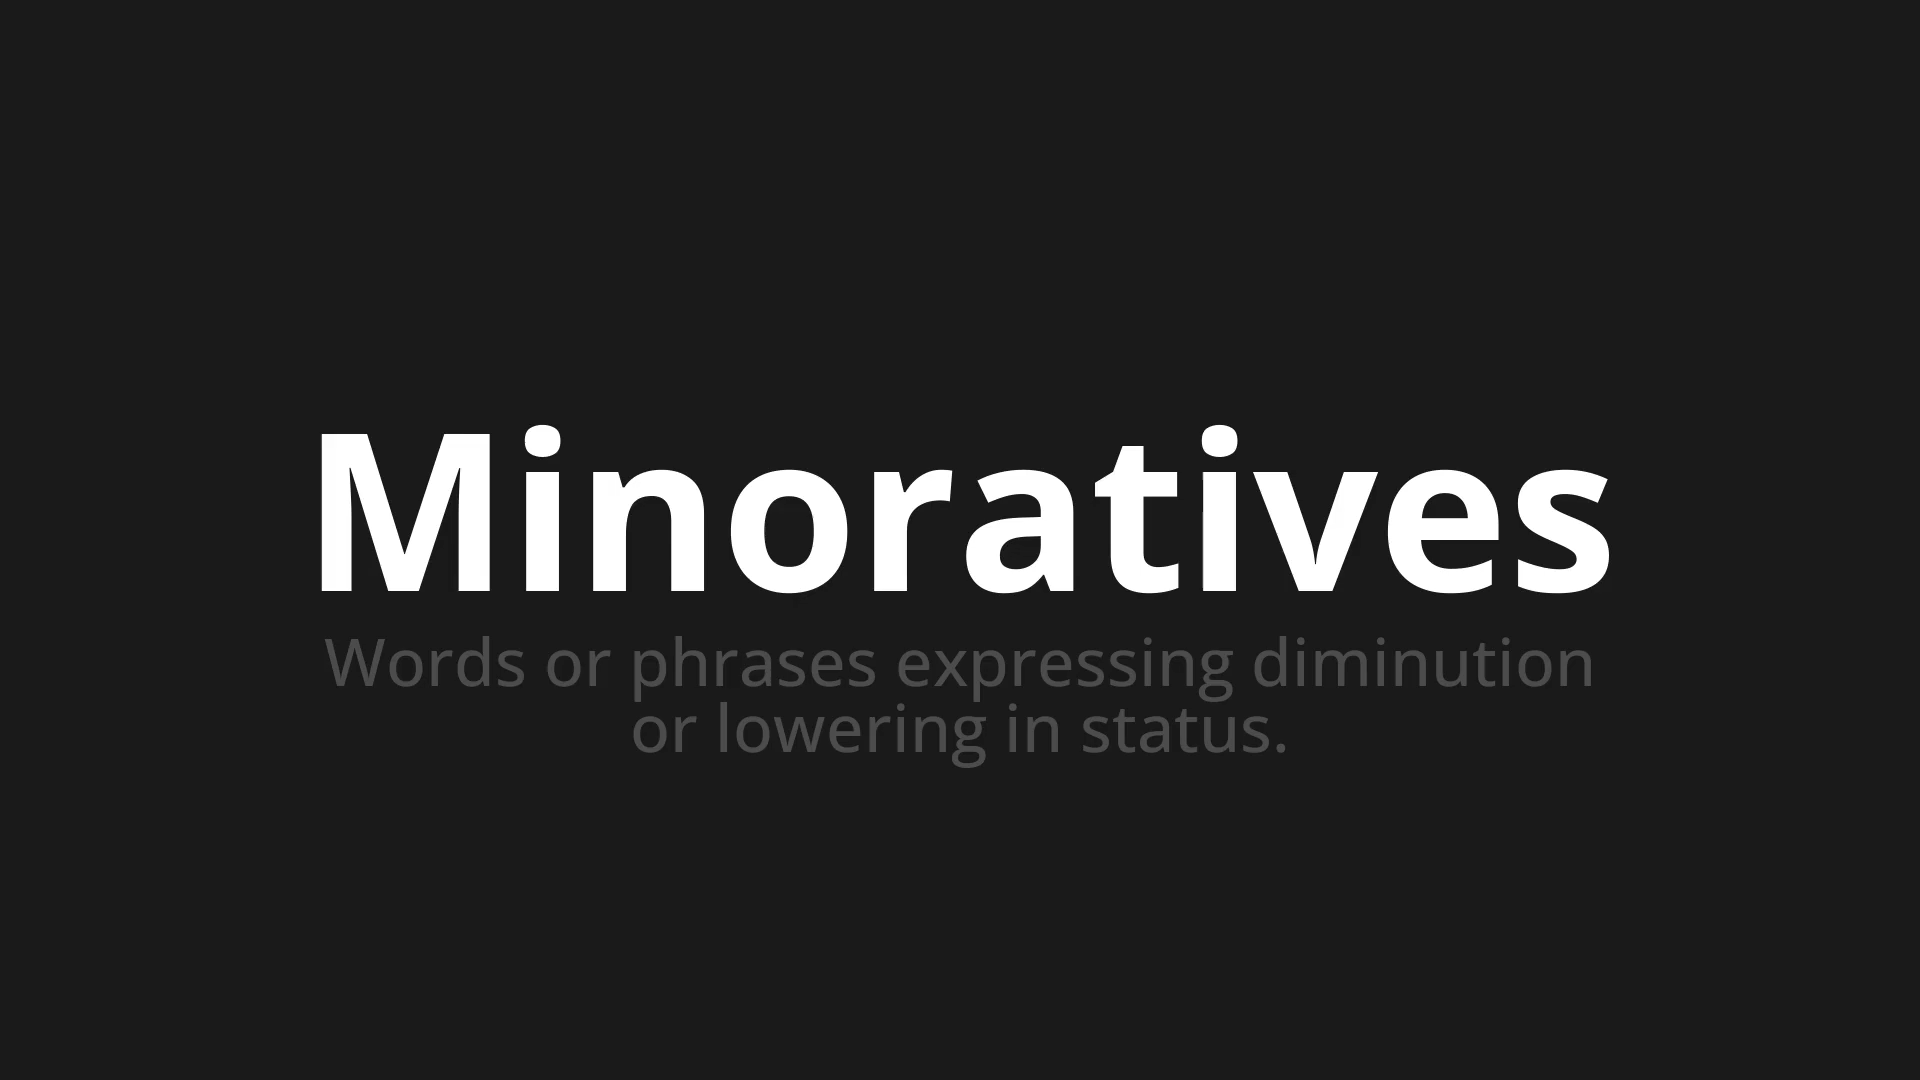 Minoratives
Words or phrases expressing diminution
or lowering in status.